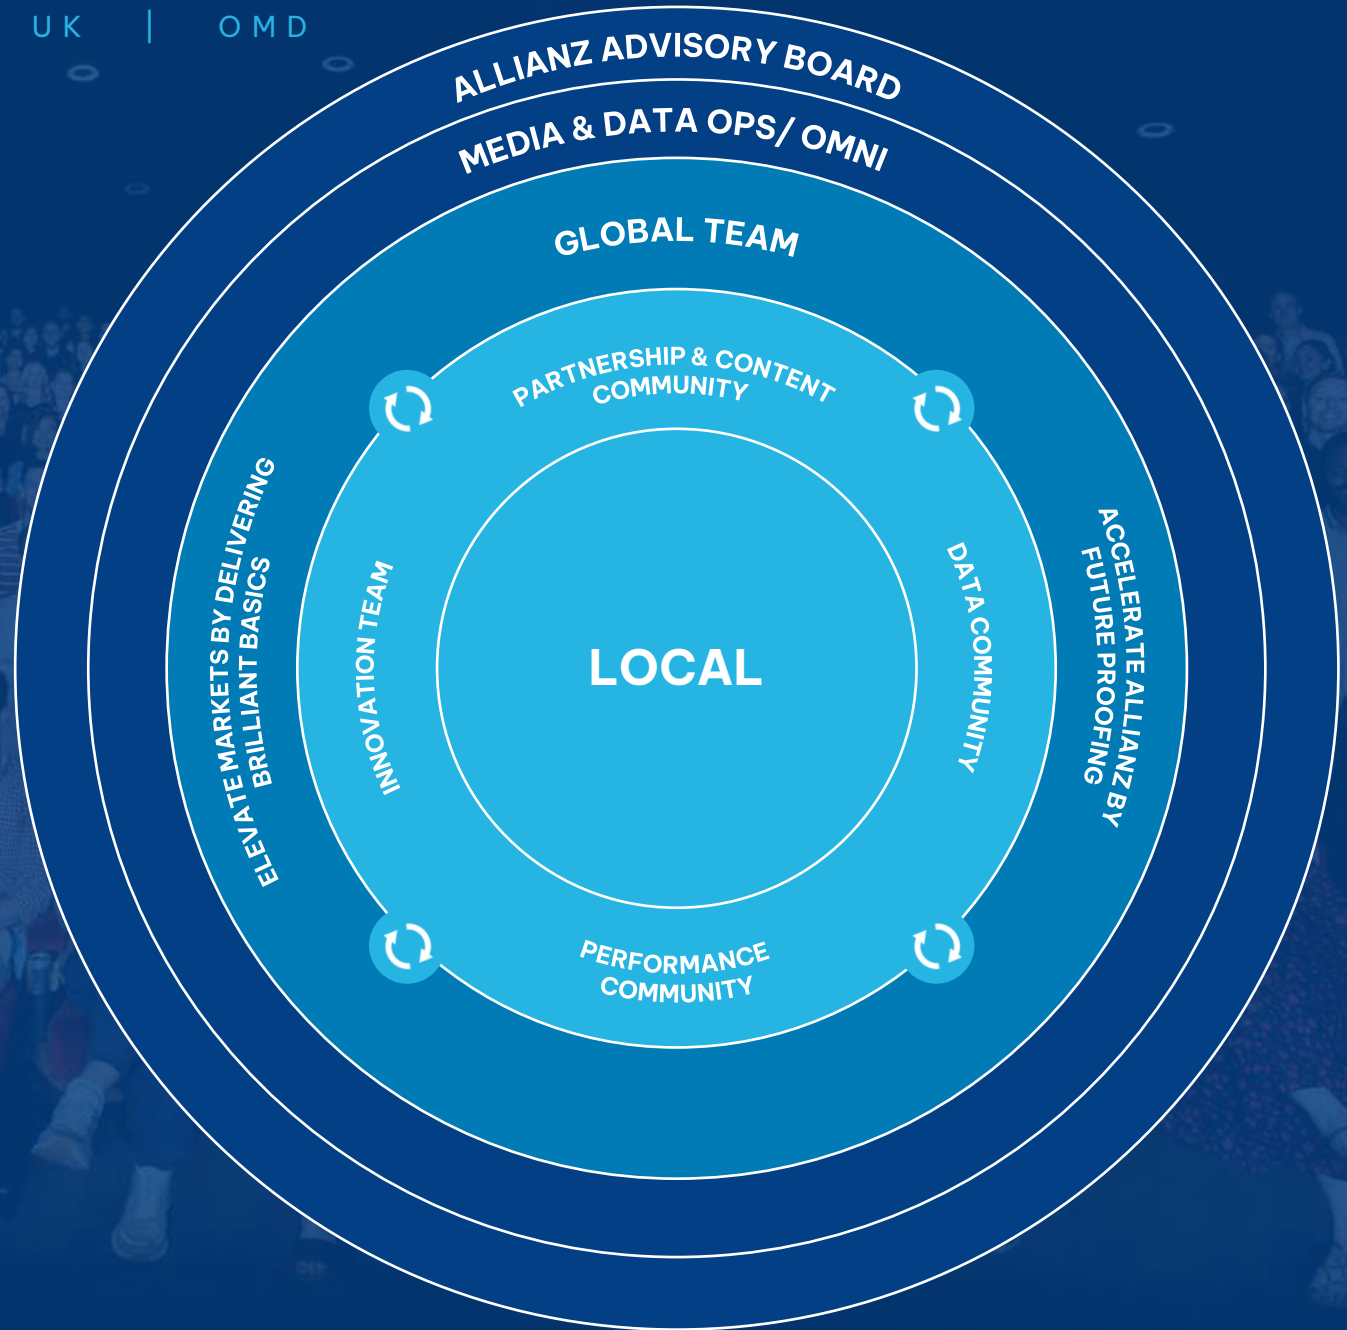 UK | OMD
ALLIANZ ADVISORY BOARD
MEDIA & DATA OPS/ OMNI
GLOBAL TEAM
PARTNERSHIP & CONTENT
COMMUNITY
ELEVATE MARKETS BY DELIVERING
BRILLIANT BASICS
INNOVATION TEAM
LOCAL
DATA COMMUNITY
ACCELERATE ALLIANZ BY
FUTURE PROOFING
PERFORMANCE
COMMUNITY